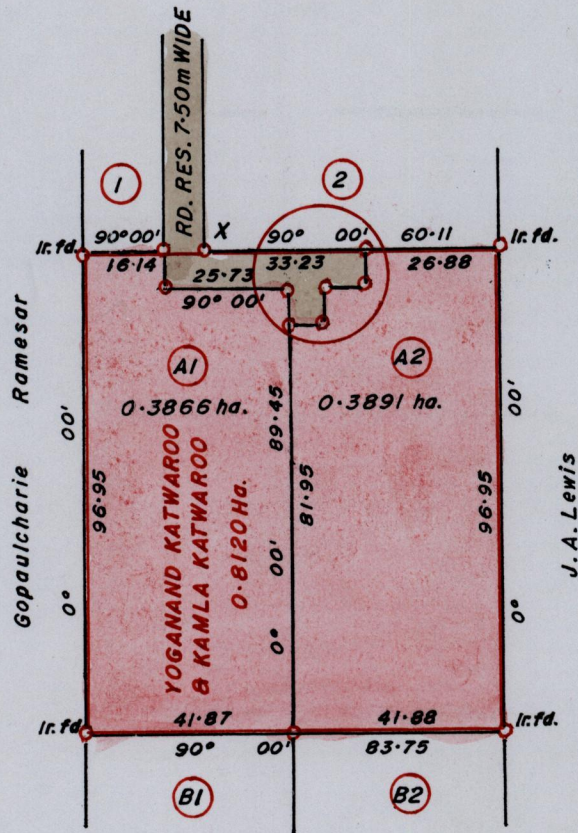 RD. RES. 7·50m WIDE
1
2
X
Ir. fd.
90° 00'
90° 00'
60·11
Ir. fd.
16·14
25·73
33·23
26·88
90° 00'
A1
A2
0·3866 ha.
0·3891 ha.
Gopaulcharie Ramesar
0° 00'
96·95
YOGANAND KATWAROO
& KAMLA KATWAROO
0·8120 Ha.
0° 00'
89·45
81·95
96·95
0° 00'
J. A. Lewis
Ir. fd.
41·87
41·88
Ir. fd.
90° 00'
83·75
B1
B2